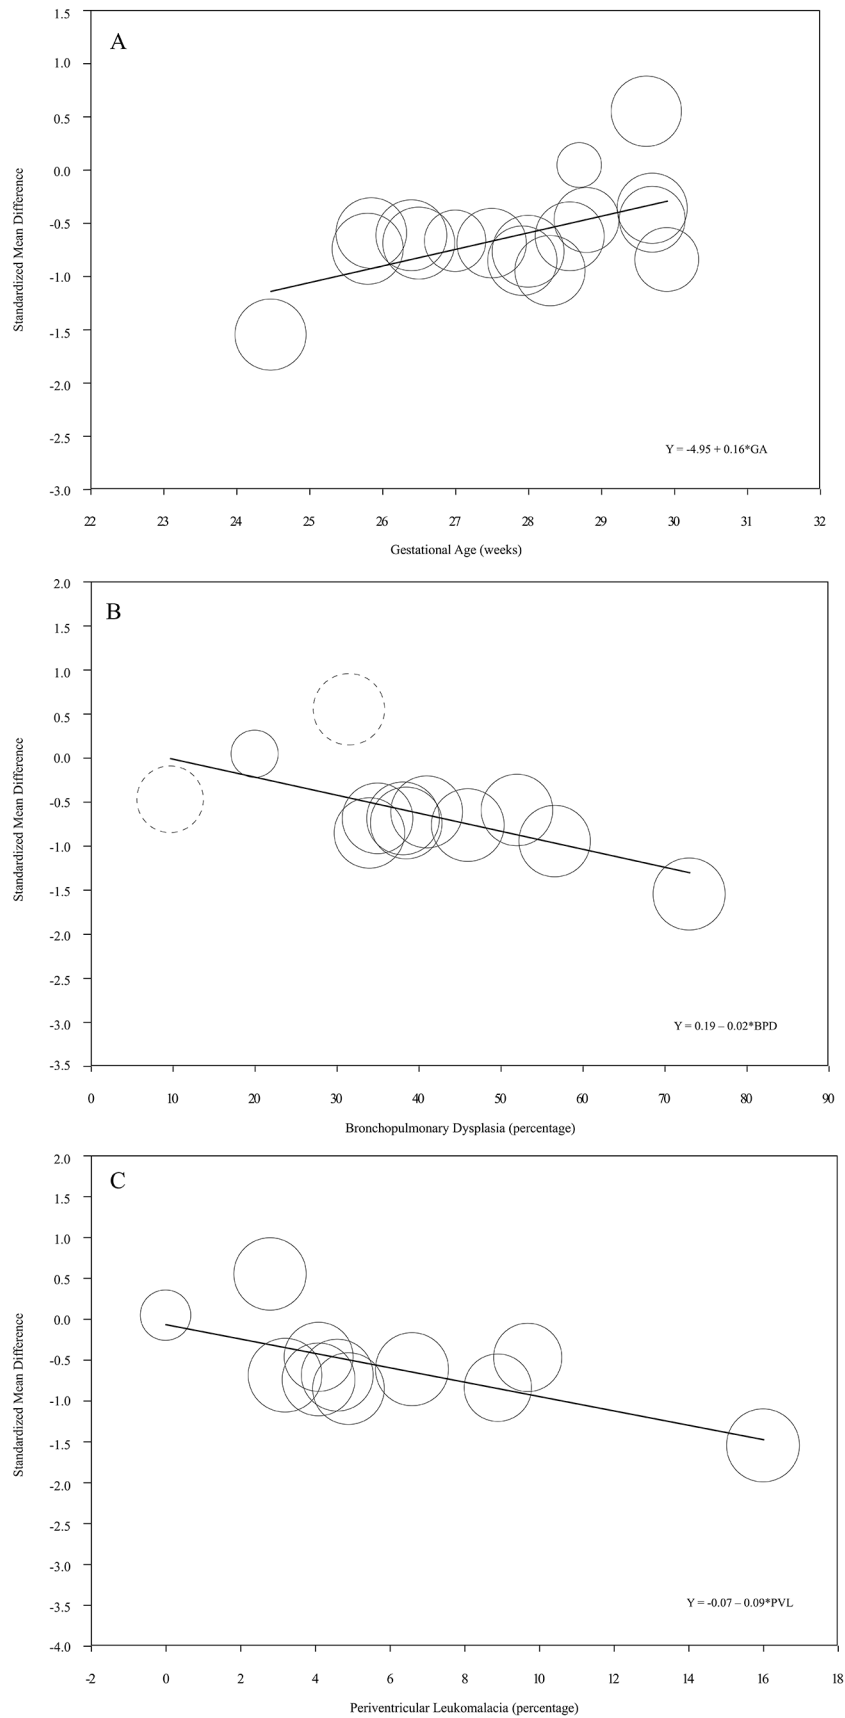 A
1.5
1.0
0.5
0.0
-0.5
-1.0
-1.5
-2.0
-2.5
-3.0
Standardized Mean Difference
Y = -4.95 + 0.16*GA
22 23 24 25 26 27 28 29 30 31 32
Gestational Age (weeks)
B
2.0
1.5
1.0
0.5
0.0
-0.5
-1.0
-1.5
-2.0
-2.5
-3.0
-3.5
Standardized Mean Difference
Y = 0.19 – 0.02*BPD
0 10 20 30 40 50 60 70 80 90
Bronchopulmonary Dysplasia (percentage)
C
2.0
1.5
1.0
0.5
0.0
-0.5
-1.0
-1.5
-2.0
-2.5
-3.0
-3.5
-4.0
Standardized Mean Difference
Y = -0.07 – 0.09*PVL
-2 0 2 4 6 8 10 12 14 16 18
Periventricular Leukomalacia (percentage)